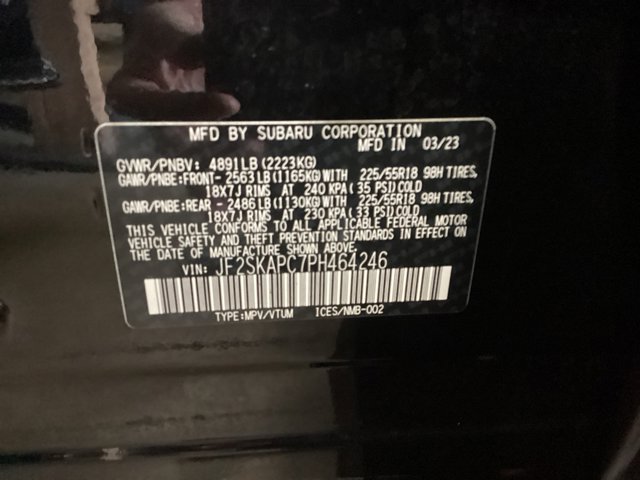 MFD BY SUBARU CORPORATION
MFD IN 03/23
GVWR/PNBV: 4891LB (2223KG)
GAWR/PNBE:FRONT- 2563LB (1165KG)WITH 225/55R18 98H TIRES,
18X7J RIMS AT 240 KPA (35 PSI) COLD
GAWR/PNBE:REAR - 2486LB (1130KG)WITH 225/55R18 98H TIRES,
18X7J RIMS AT 230 KPA (33 PSI) COLD
THIS VEHICLE CONFORMS TO ALL APPLICABLE FEDERAL MOTOR
VEHICLE SAFETY AND THEFT PREVENTION STANDARDS IN EFFECT
ON THE DATE OF MANUFACTURE SHOWN ABOVE.
VIN: JF2SKAPC7PH464246
TYPE:MPV/VTUM ICES/NMB-002